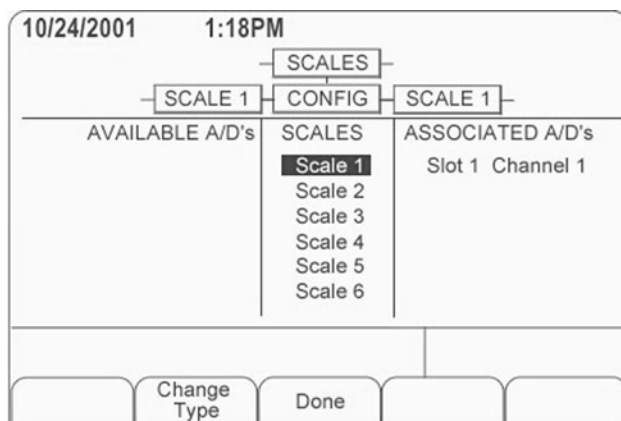 10/24/2001 1:18PM
SCALES
SCALE 1 CONFIG SCALE 1
AVAILABLE A/D's SCALES ASSOCIATED A/D's
Scale 1 Slot 1 Channel 1
Scale 2
Scale 3
Scale 4
Scale 5
Scale 6
Change
Type
Done